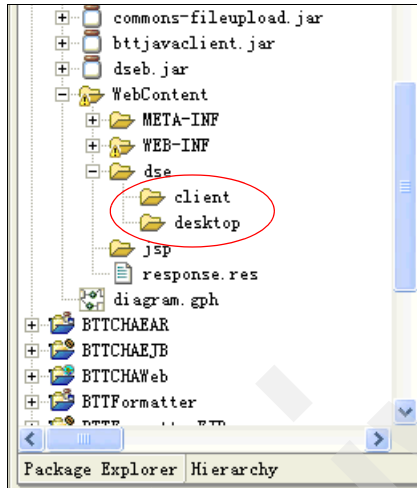 commons-fileupload.jar
bttjavaclient.jar
dseb.jar
WebContent
META-INF
WEB-INF
dse
client
desktop
jsp
response.res
diagram.gph
BTTCHAEAR
BTTCHAEJB
BTTCHAWeb
BTTFormatter
Package Explorer Hierarchy